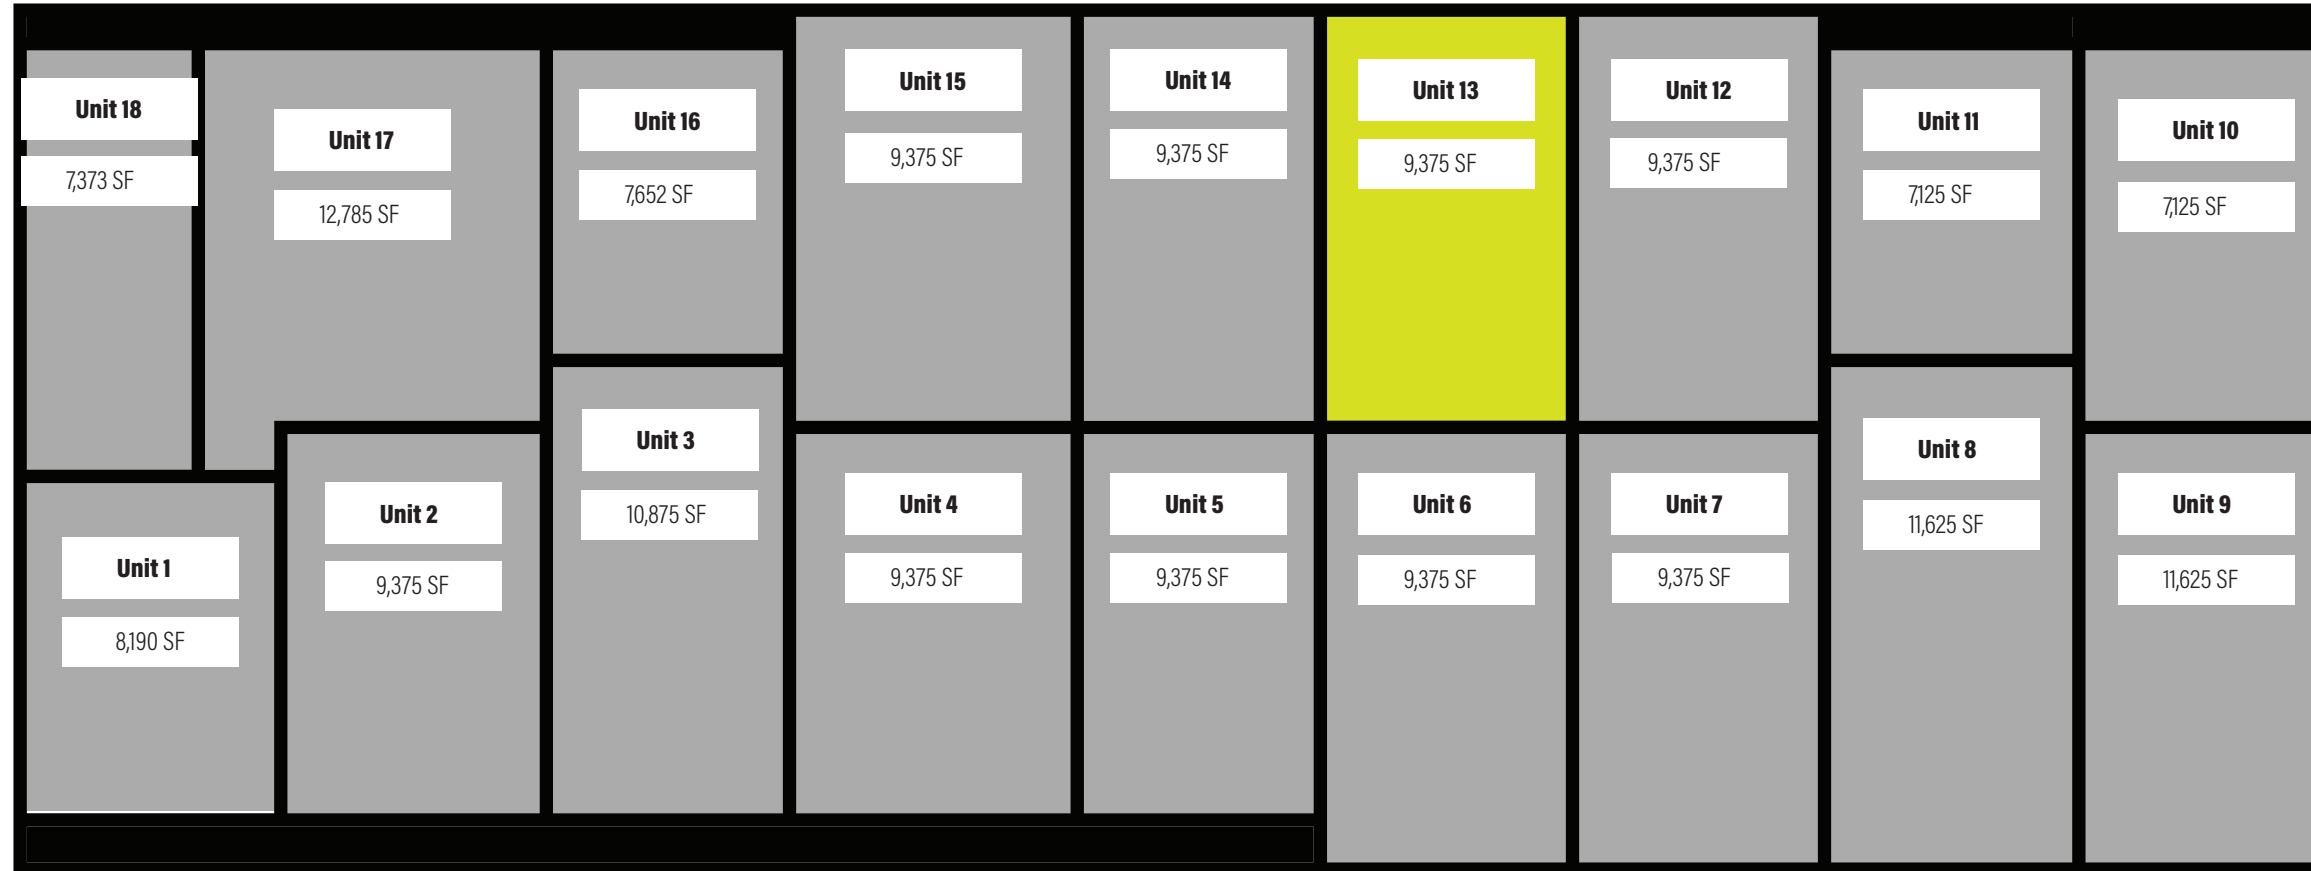 Unit 18
7,373 SF
Unit 17
12,785 SF
Unit 16
7,652 SF
Unit 15
9,375 SF
Unit 14
9,375 SF
Unit 13
9,375 SF
Unit 12
9,375 SF
Unit 11
7,125 SF
Unit 10
7,125 SF
Unit 1
8,190 SF
Unit 2
9,375 SF
Unit 3
10,875 SF
Unit 4
9,375 SF
Unit 5
9,375 SF
Unit 6
9,375 SF
Unit 7
9,375 SF
Unit 8
11,625 SF
Unit 9
11,625 SF